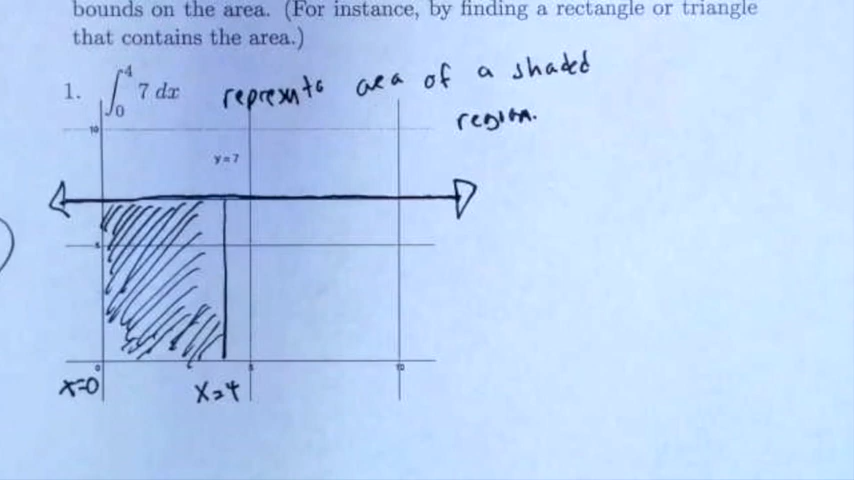 bounds on the area. (For instance, by finding a rectangle or triangle
that contains the area.)
1. ∫₀⁴ 7 dx represents area of a shaded
region.
10
y=7
5
0 5 10
x=0 x=4